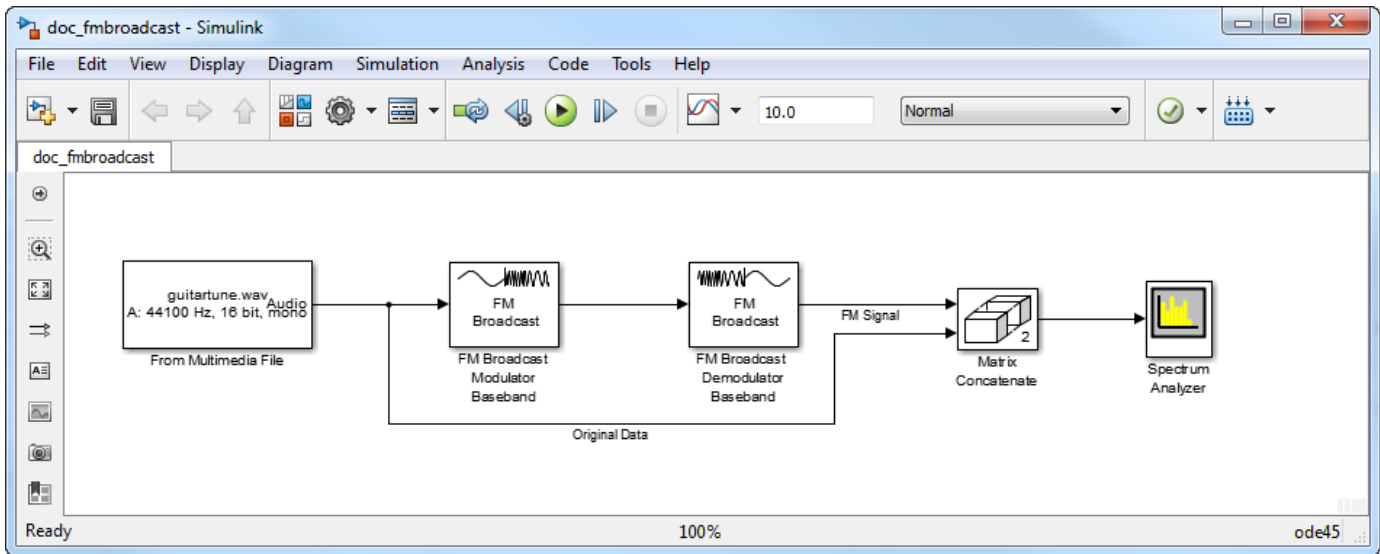 doc_fmbroadcast - Simulink
File Edit View Display Diagram Simulation Analysis Code Tools Help
10.0 Normal
doc_fmbroadcast
guitartune.wav
Audio
A: 44100 Hz, 16 bit, mono
From Multimedia File
FM
Broadcast
FM Broadcast
Modulator
Baseband
FM
Broadcast
FM Broadcast
Demodulator
Baseband
FM Signal
Original Data
2
Matrix
Concatenate
Spectrum
Analyzer
Ready 100% ode45